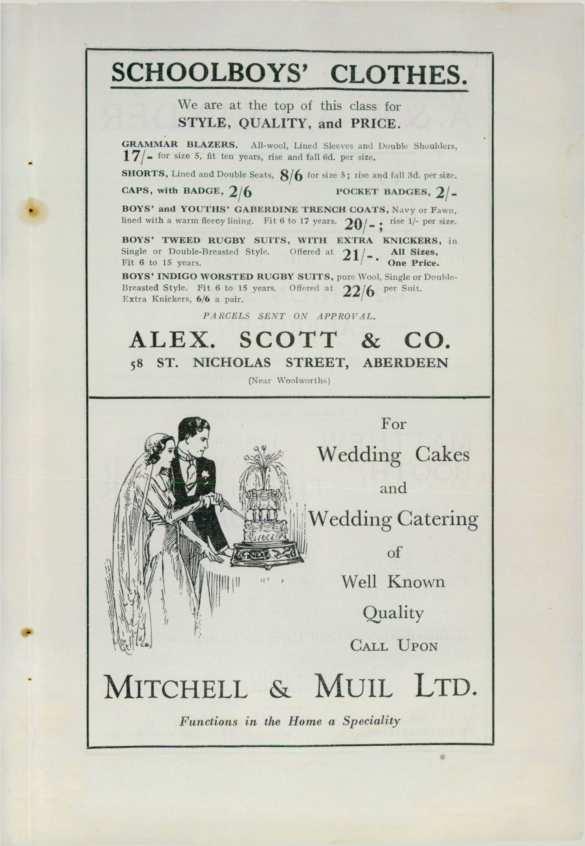 SCHOOLBOYS' CLOTHES.
We are at the top of this class for
STYLE, QUALITY, and PRICE.
GRAMMAR BLAZERS. All-wool, Lined Sleeves and Double Shoulders,
17/- for size 5, fit ten years, rise and fall 6d. per size.
SHORTS, Lined and Double Seats, 8/6 for size 5; rise and fall 3d. per size.
CAPS, with BADGE, 2/6 POCKET BADGES, 2/-
BOYS' and YOUTHS' GABERDINE TRENCH COATS, Navy or Fawn,
lined with a warm fleecy lining. Fit 6 to 17 years. 20/-; rise 1/- per size.
BOYS' TWEED RUGBY SUITS, WITH EXTRA KNICKERS, in
Single or Double-Breasted Style. Offered at 21/-. All Sizes,
Fit 6 to 15 years. One Price.
BOYS' INDIGO WORSTED RUGBY SUITS, pure Wool, Single or Double-
Breasted Style. Fit 6 to 15 years. Offered at 22/6 per Suit.
Extra Knickers, 6/6 a pair.
PARCELS SENT ON APPROVAL.
ALEX. SCOTT & CO.
58 ST. NICHOLAS STREET, ABERDEEN
(Near Woolworths)
For
Wedding Cakes
and
Wedding Catering
of
Well Known
Quality
CALL UPON
MITCHELL & MUIL LTD.
Functions in the Home a Speciality